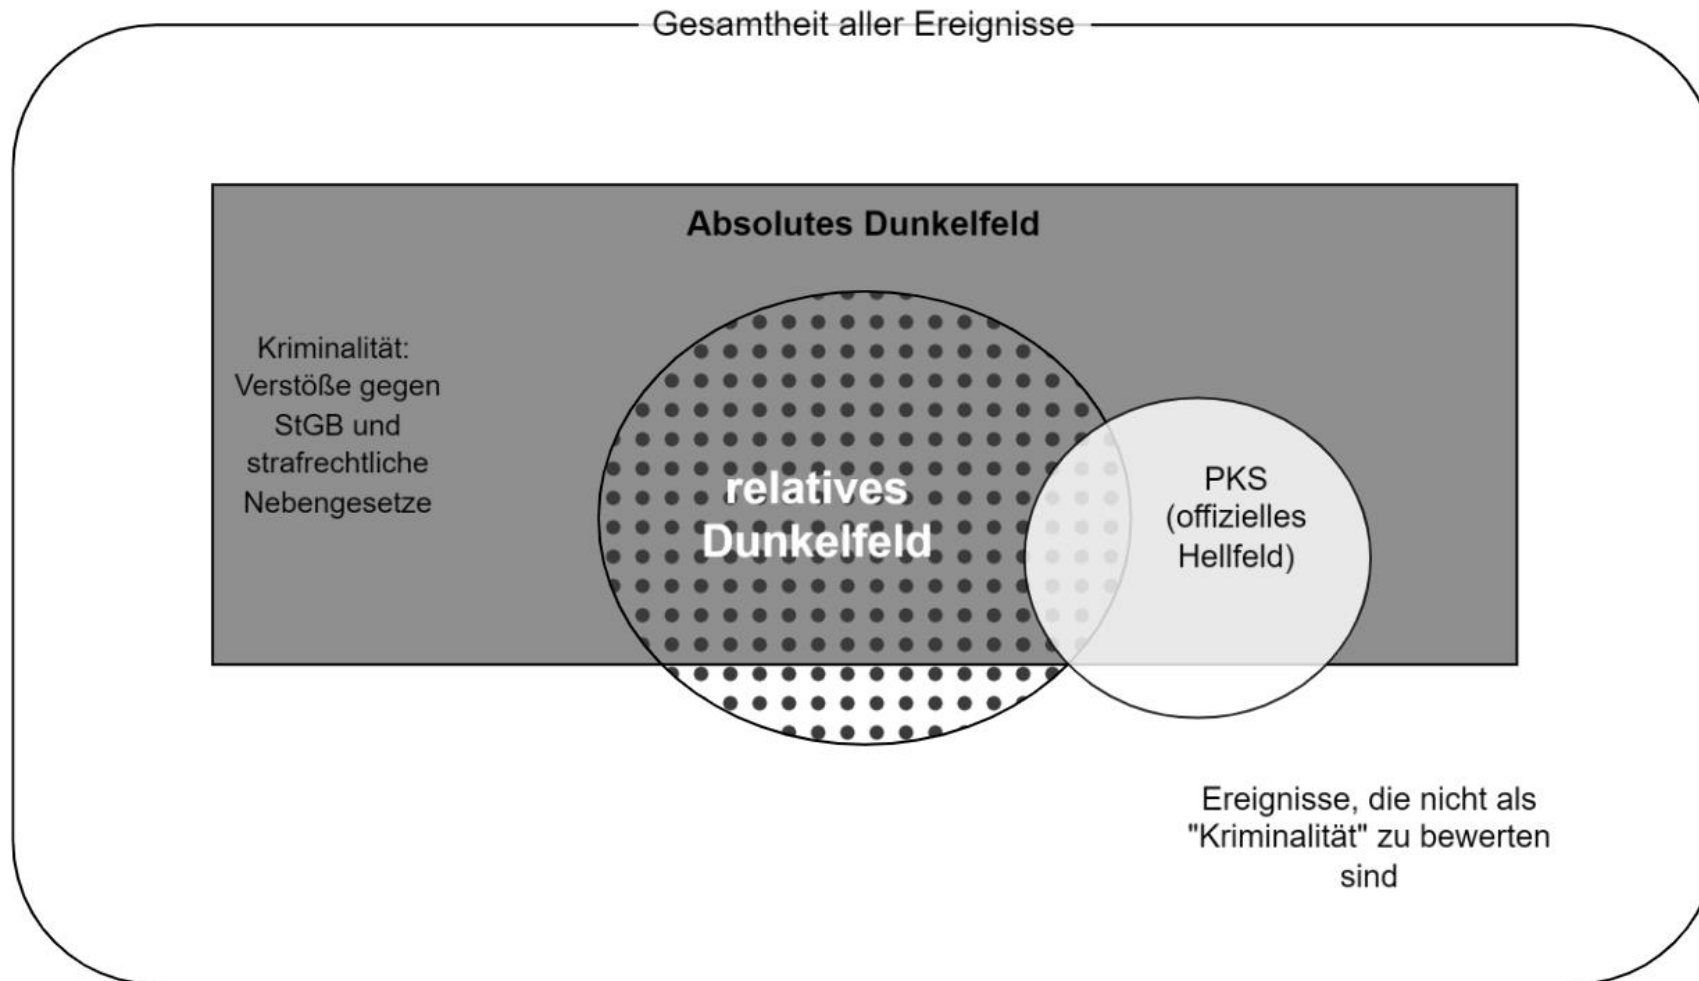 Gesamtheit aller Ereignisse
Absolutes Dunkelfeld
Kriminalität:
Verstöße gegen
StGB und
strafrechtliche
Nebengesetze
relatives
Dunkelfeld
PKS
(offizielles
Hellfeld)
Ereignisse, die nicht als
"Kriminalität" zu bewerten
sind